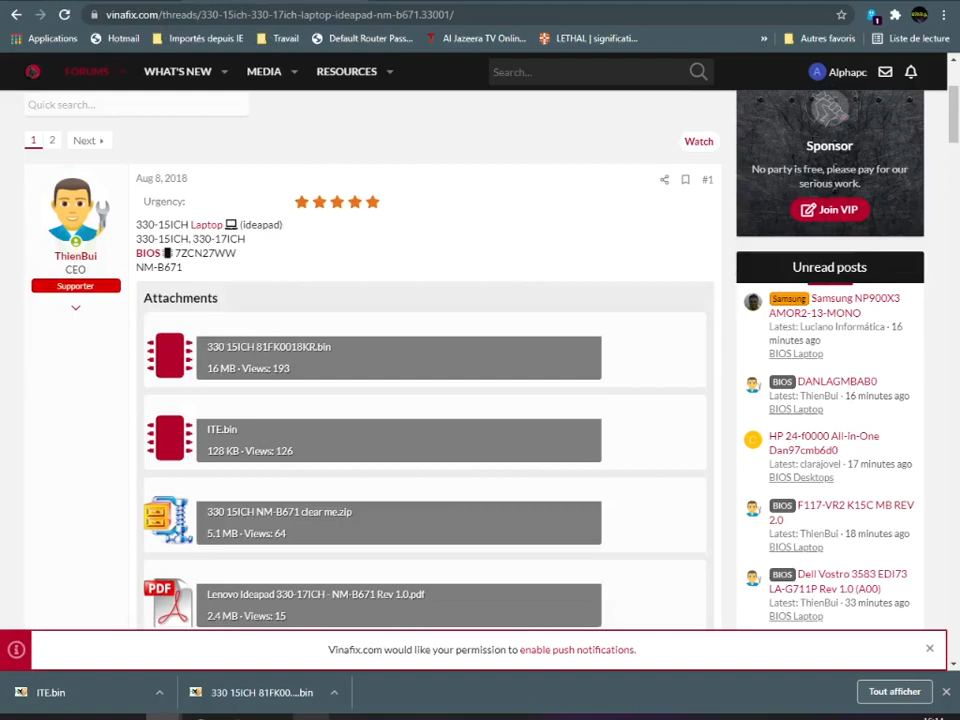 vinafix.com/threads/330-15ich-330-17ich-laptop-ideapad-nm-b671.33001/
1
Applications
Hotmail
Importés depuis IE
Travail
Default Router Pass...
Al Jazeera TV Onlin...
LETHAL | significati...
»
Autres favoris
Liste de lecture
FORUMS
WHAT'S NEW
MEDIA
RESOURCES
Search...
A
Alphapc
Quick search...
1
2
Next
Watch
ThienBui
CEO
Supporter
Aug 8, 2018
#1
Urgency:
330-15ICH Laptop (ideapad)
330-15ICH, 330-17ICH
BIOS 7ZCN27WW
NM-B671
Attachments
330 15ICH 81FK0018KR.bin
16 MB · Views: 193
ITE.bin
128 KB · Views: 126
330 15ICH NM-B671 clear me.zip
5.1 MB · Views: 64
PDF
Lenovo Ideapad 330-17ICH - NM-B671 Rev 1.0.pdf
2.4 MB · Views: 15
Sponsor
No party is free, please pay for our
serious work.
Join VIP
Unread posts
Samsung Samsung NP900X3
AMOR2-13-MONO
Latest: Luciano Informática · 16
minutes ago
BIOS Laptop
BIOS DANLAGMBAB0
Latest: ThienBui · 16 minutes ago
BIOS Laptop
C
HP 24-f0000 All-in-One
Dan97cmb6d0
Latest: clarajovel · 17 minutes ago
BIOS Desktops
BIOS F117-VR2 K15C MB REV
2.0
Latest: ThienBui · 18 minutes ago
BIOS Laptop
BIOS Dell Vostro 3583 EDI73
LA-G711P Rev 1.0 (A00)
Latest: ThienBui · 33 minutes ago
BIOS Laptop
Vinafix.com would like your permission to enable push notifications.
ITE.bin
330 15ICH 81FK00....bin
Tout afficher